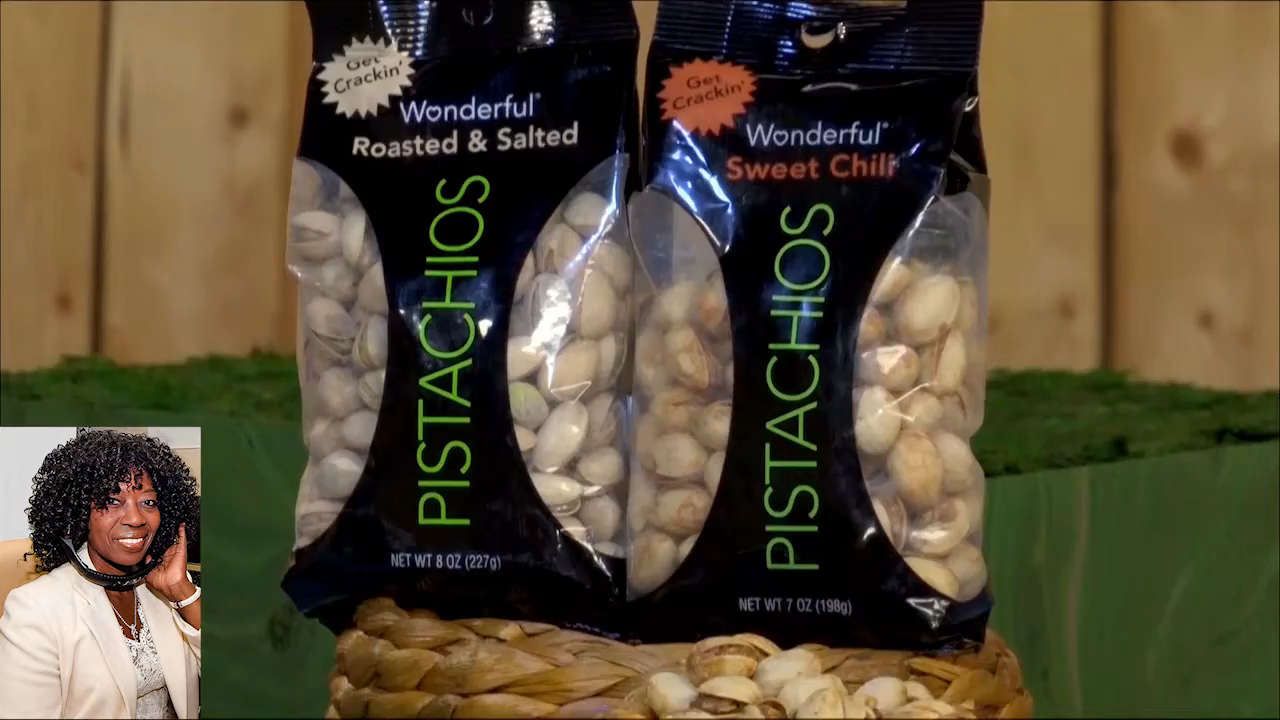 Get
Crackin'
Wonderful®
Roasted & Salted
PISTACHIOS
NET WT 8 OZ (227g)
Get
Crackin'
Wonderful®
Sweet Chili
PISTACHIOS
NET WT 7 OZ (198g)